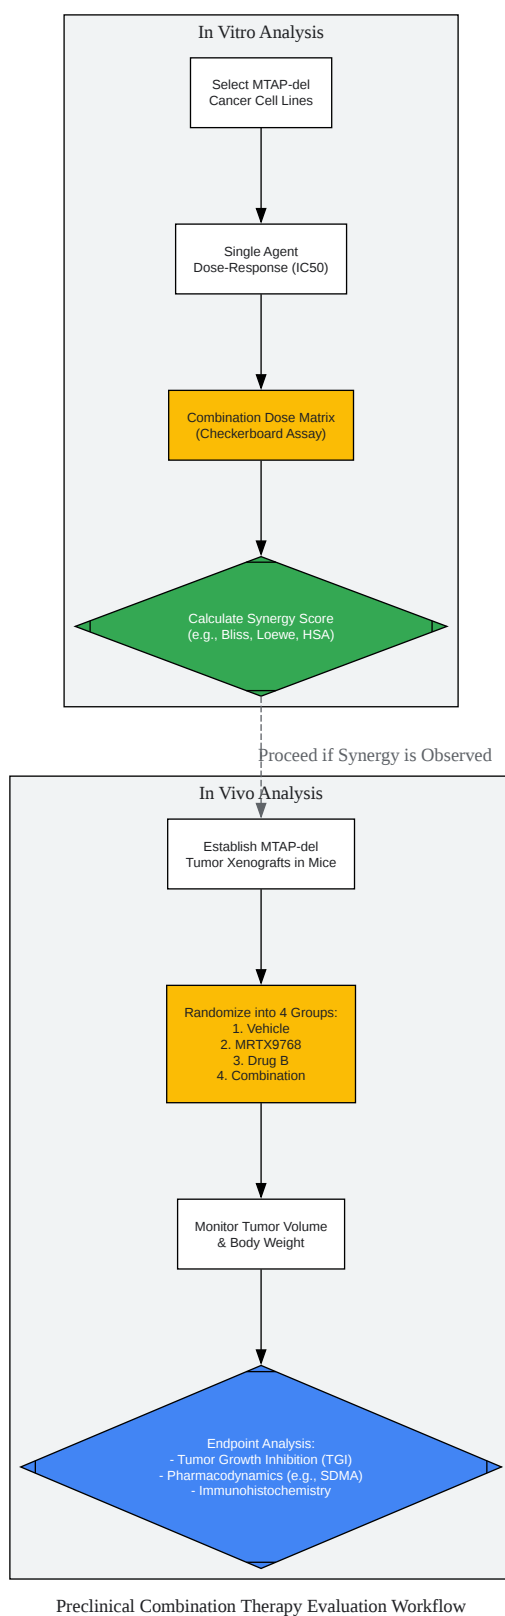 In Vitro Analysis
Select MTAP-del
Cancer Cell Lines
Single Agent
Dose-Response (IC50)
Combination Dose Matrix
(Checkerboard Assay)
Calculate Synergy Score
(e.g., Bliss, Loewe, HSA)
Proceed if Synergy is Observed
In Vivo Analysis
Establish MTAP-del
Tumor Xenografts in Mice
Randomize into 4 Groups:
1. Vehicle
2. MRTX9768
3. Drug B
4. Combination
Monitor Tumor Volume
& Body Weight
Endpoint Analysis:
- Tumor Growth Inhibition (TGI)
- Pharmacodynamics (e.g., SDMA)
- Immunohistochemistry
Preclinical Combination Therapy Evaluation Workflow